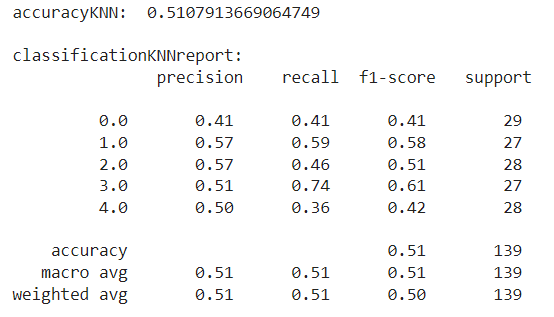 accuracyKNN:  0.5107913669064749
classificationKNNreport:
precision    recall  f1-score   support
0.0       0.41      0.41      0.41        29
1.0       0.57      0.59      0.58        27
2.0       0.57      0.46      0.51        28
3.0       0.51      0.74      0.61        27
4.0       0.50      0.36      0.42        28
accuracy                           0.51       139
macro avg       0.51      0.51      0.51       139
weighted avg       0.51      0.51      0.50       139